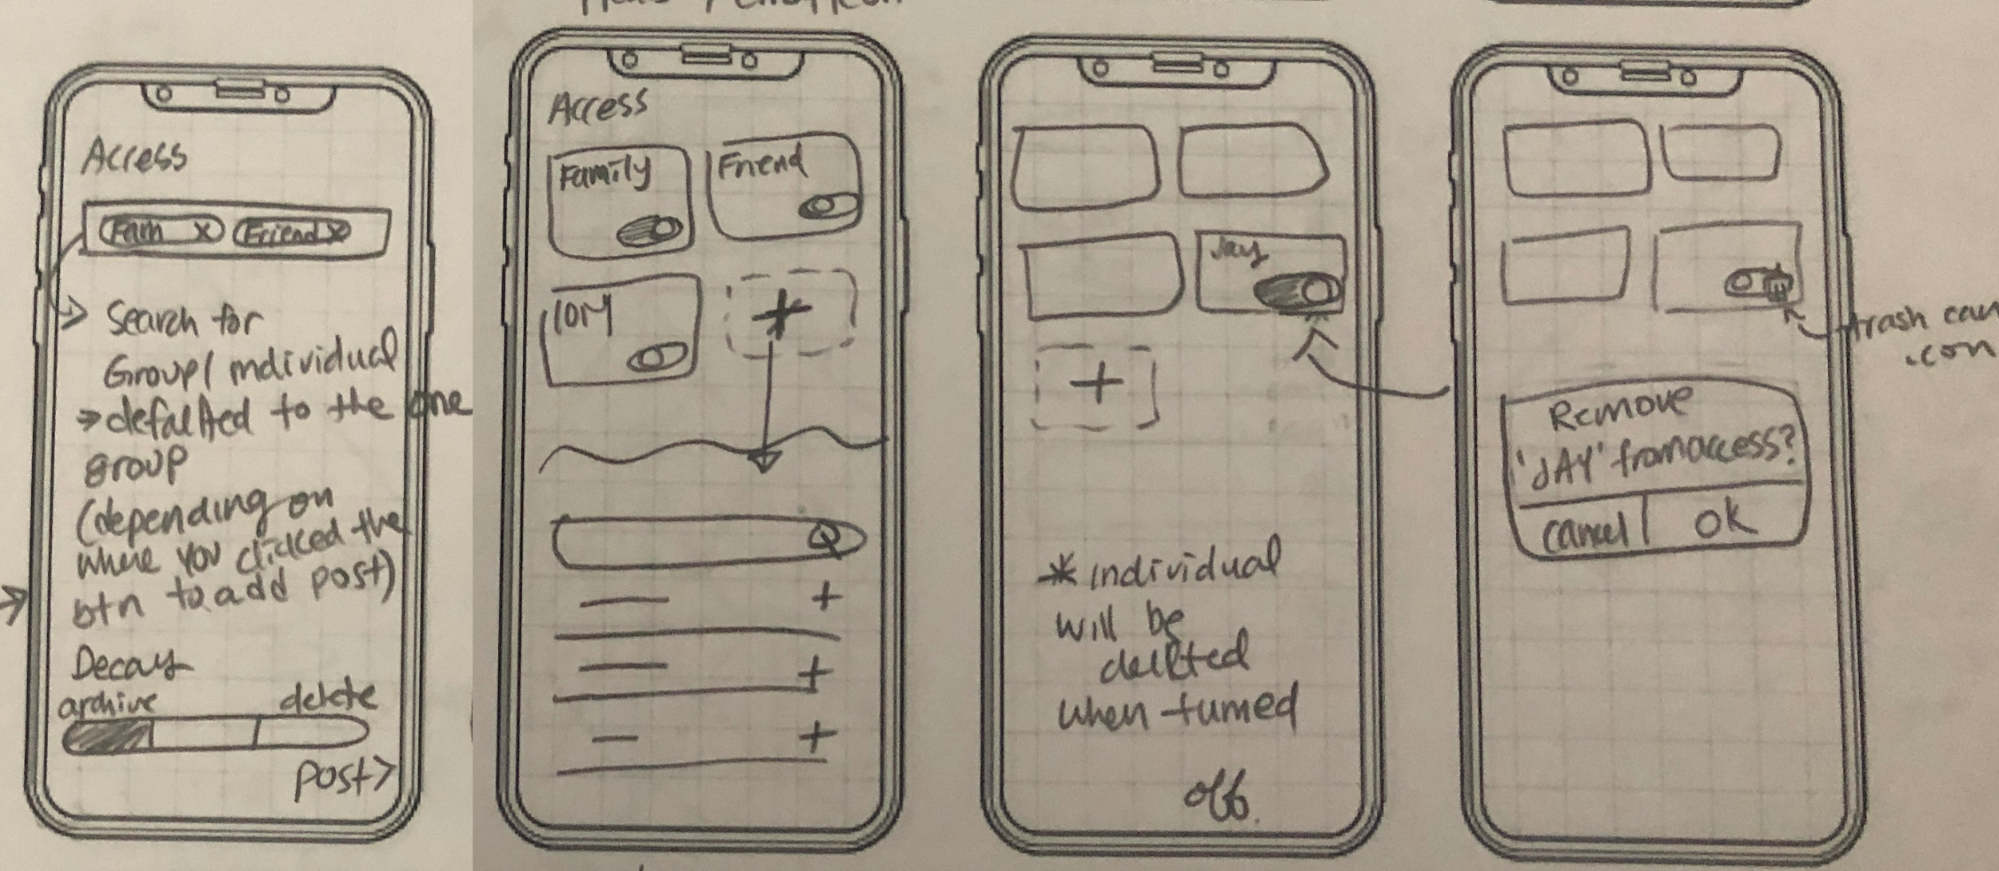 Access
Fam X Friend X
→ Search for
Group/individual
→ defalted to the one
group
(depending on
where you clicked the
btn to add post)
Decay
archive delete
post>
Access
Family
Friend
+
+
+
+
Jay
+
* individual
will be
deleted
when turned
off.
trash can
icon
Remove
'JAY' from access?
cancel | OK